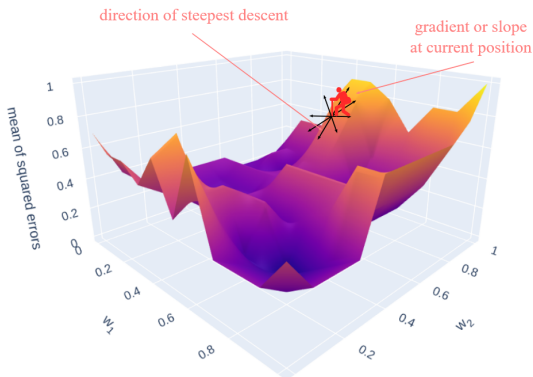 direction of steepest descent
gradient or slope
at current position
mean of squared errors
1
0.8
0.6
0.4
0.2
0
0
0.2
0.4
0.6
0.8
w1
1
0.8
0.6
0.4
0.2
w2